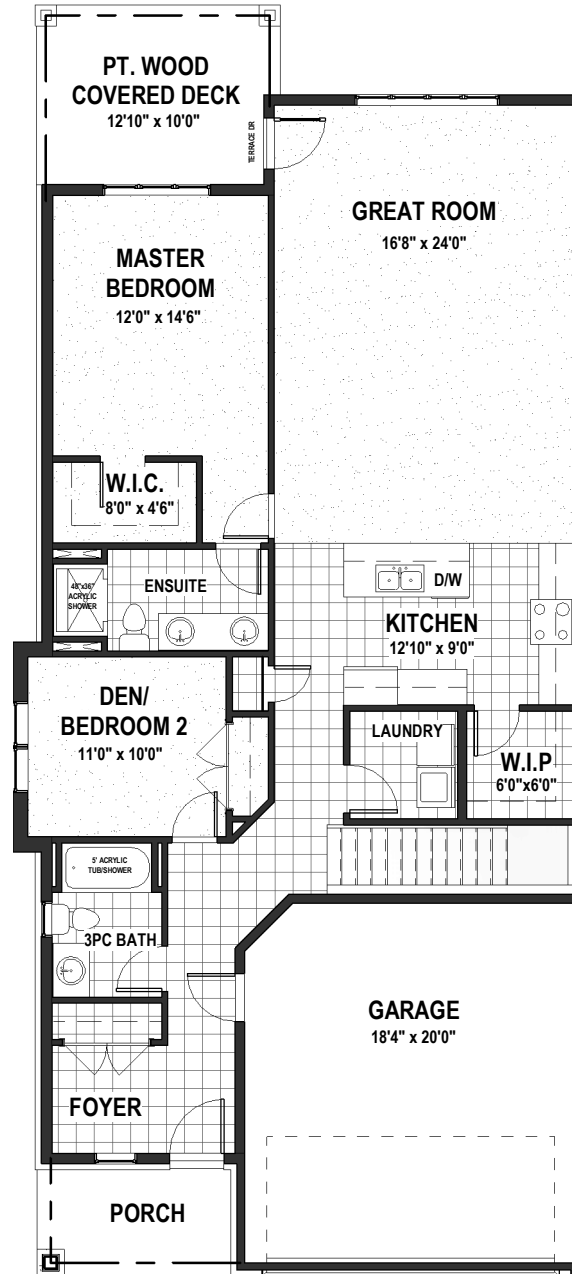 PT. WOOD
COVERED DECK
12'10" x 10'0"
TERRACE DR
GREAT ROOM
16'8" x 24'0"
MASTER
BEDROOM
12'0" x 14'6"
W.I.C.
8'0" x 4'6"
48"x36"
ACRYLIC
SHOWER
ENSUITE
D/W
KITCHEN
12'10" x 9'0"
DEN/
BEDROOM 2
11'0" x 10'0"
LAUNDRY
W.I.P
6'0"x6'0"
5' ACRYLIC
TUB/SHOWER
3PC BATH
GARAGE
18'4" x 20'0"
FOYER
PORCH